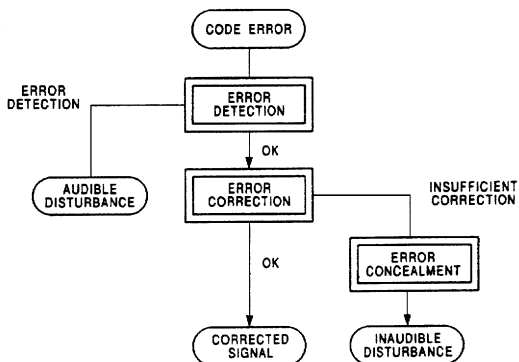 CODE ERROR
ERROR
DETECTION
ERROR
DETECTION
OK
AUDIBLE
DISTURBANCE
ERROR
CORRECTION
INSUFFICIENT
CORRECTION
OK
ERROR
CONCEALMENT
CORRECTED
SIGNAL
INAUDIBLE
DISTURBANCE